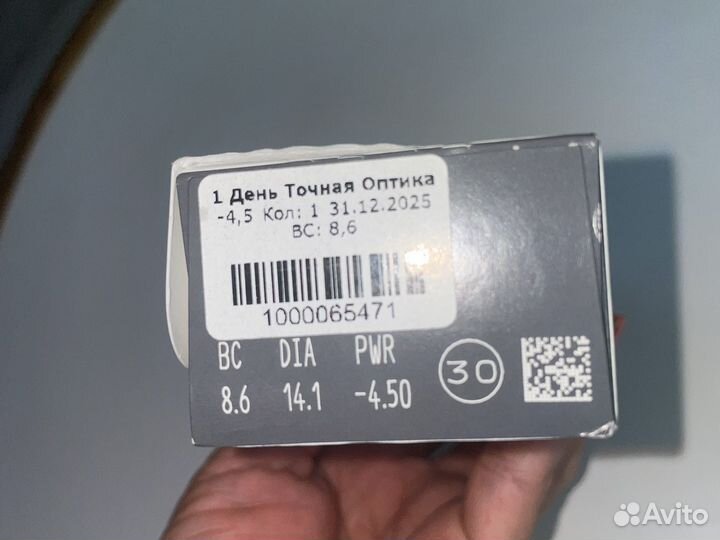 1 День Точная Оптика
-4,5 Кол: 1 31.12.2025
BC: 8,6
1000065471
BC DIA PWR
8.6 14.1 -4.50
30
Avito